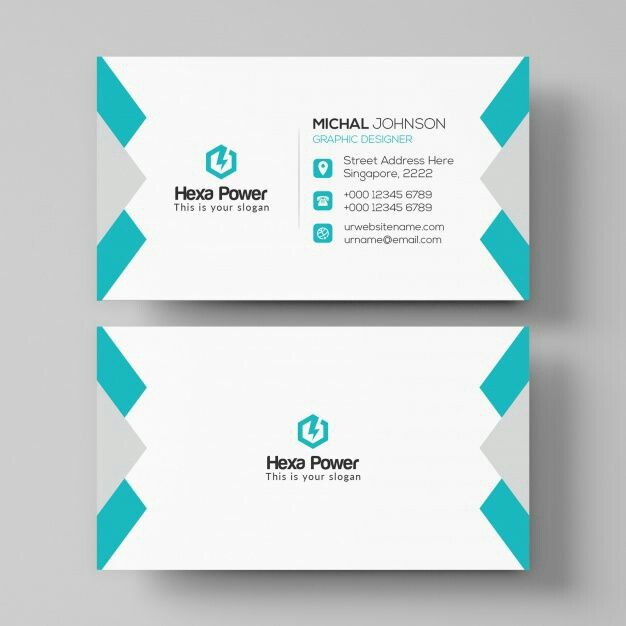 Hexa Power
This is your slogan
MICHAL JOHNSON
GRAPHIC DESIGNER
Street Address Here
Singapore, 2222
+000 12345 6789
+000 12345 6789
urwebsitename.com
urname@email.com
Hexa Power
This is your slogan